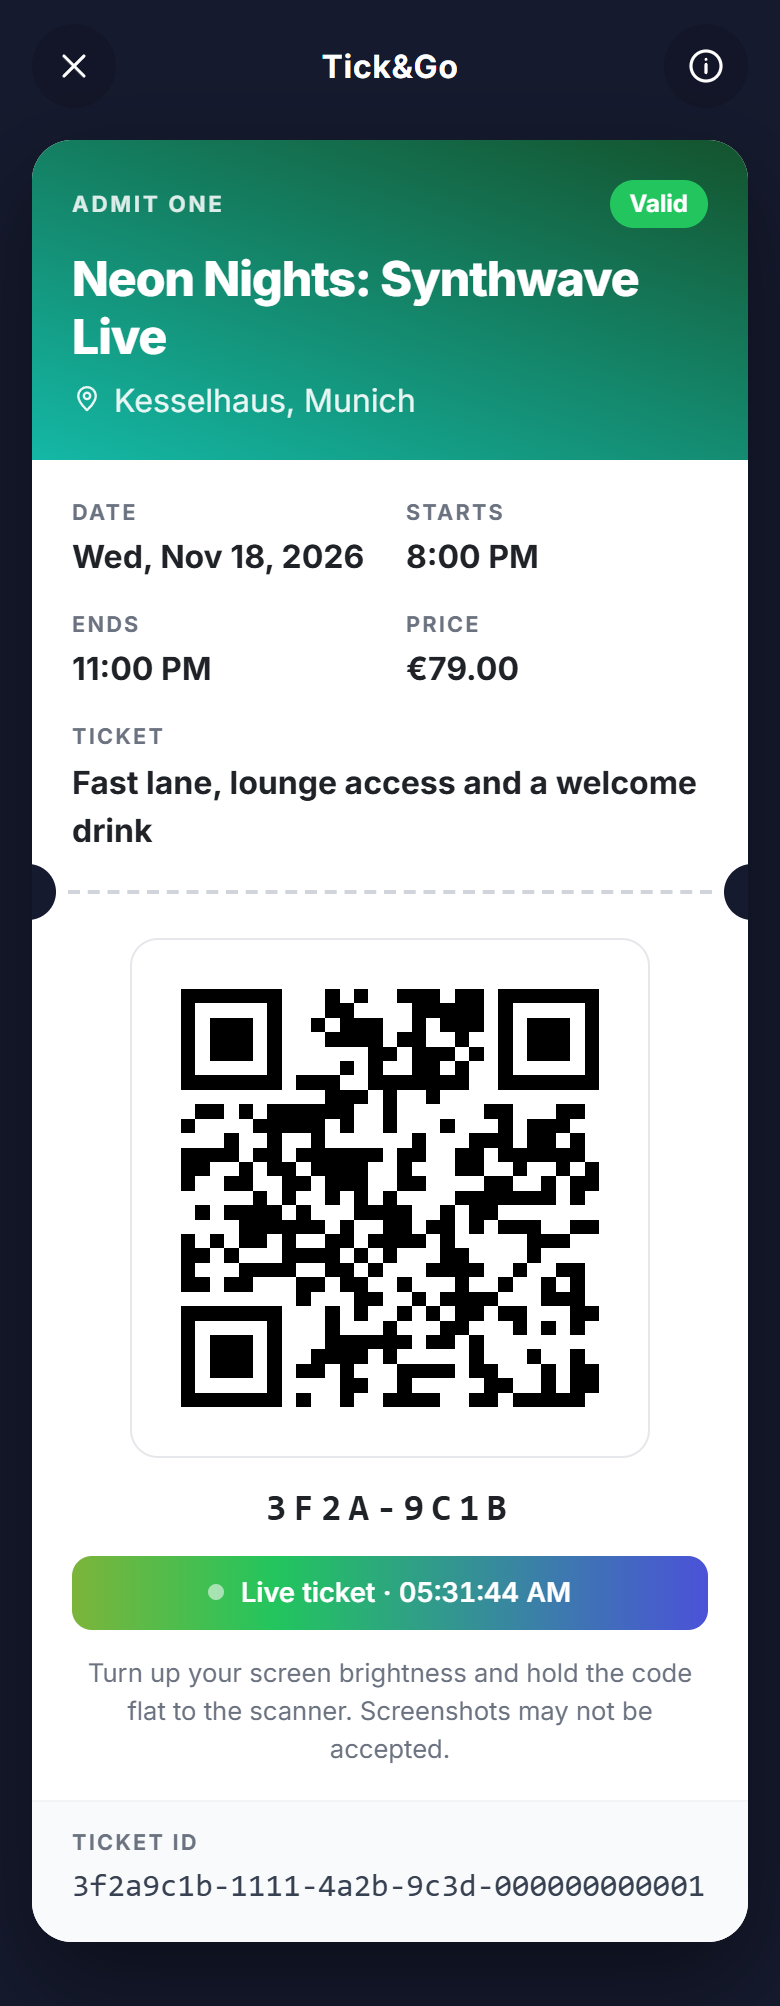 Tick&Go
ADMIT ONE
Valid
Neon Nights: Synthwave
Live
Kesselhaus, Munich
DATE
STARTS
Wed, Nov 18, 2026
8:00 PM
ENDS
PRICE
11:00 PM
€79.00
TICKET
Fast lane, lounge access and a welcome
drink
3F2A-9C1B
Live ticket · 05:31:44 AM
Turn up your screen brightness and hold the code
flat to the scanner. Screenshots may not be
accepted.
TICKET ID
3f2a9c1b-1111-4a2b-9c3d-000000000001